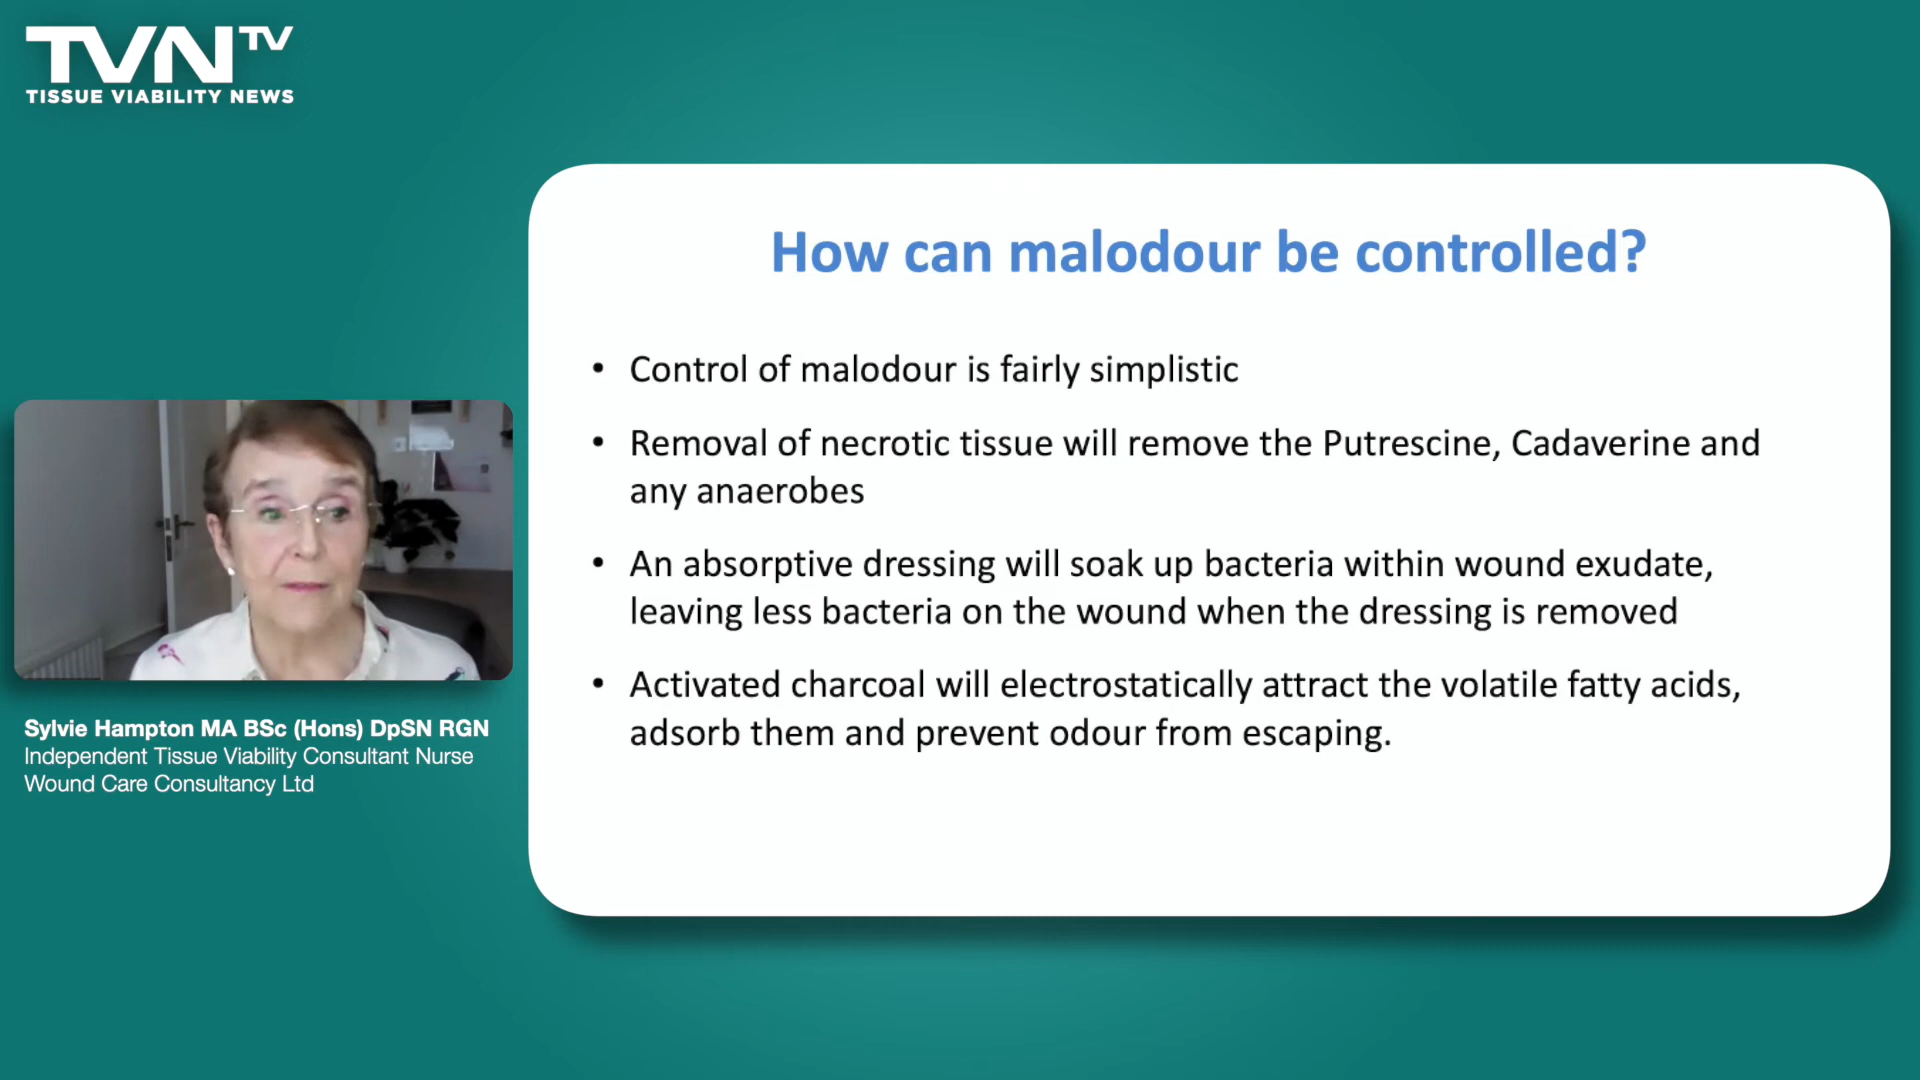 TVN TV
TISSUE VIABILITY NEWS
How can malodour be controlled?
• Control of malodour is fairly simplistic
• Removal of necrotic tissue will remove the Putrescine, Cadaverine and
any anaerobes
• An absorptive dressing will soak up bacteria within wound exudate,
leaving less bacteria on the wound when the dressing is removed
• Activated charcoal will electrostatically attract the volatile fatty acids,
adsorb them and prevent odour from escaping.
Sylvie Hampton MA BSc (Hons) DpSN RGN
Independent Tissue Viability Consultant Nurse
Wound Care Consultancy Ltd